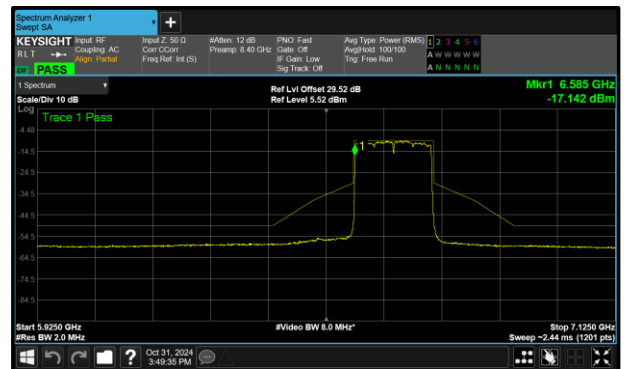 Spectrum Analyzer 1
Swept SA
+
KEYSIGHT Input: RF Input Z: 50 Ω #Atten: 12 dB PNO: Fast Avg Type: Power (RMS) 1 2 3 4 5 6
R L T Coupling: AC Corr CCorr Preamp: 8.40 GHz Gate: Off Avg|Hold: 100/100 A W W W W W
Align: Partial Freq Ref: Int (S) IF Gain: Low Trig: Free Run
LNI PASS Sig Track: Off A N N N N N
1 Spectrum Ref Lvl Offset 29.52 dB Mkr1 6.585 GHz
Scale/Div 10 dB Ref Level 5.52 dBm -17.142 dBm
Log
Trace 1 Pass
-4.48
1
-14.5
-24.5
-34.5
-44.5
-54.5
-64.5
-74.5
-84.5
Start 5.9250 GHz #Video BW 8.0 MHz* Stop 7.1250 GHz
#Res BW 2.0 MHz Sweep ~2.44 ms (1201 pts)
? Oct 31, 2024
3:49:35 PM